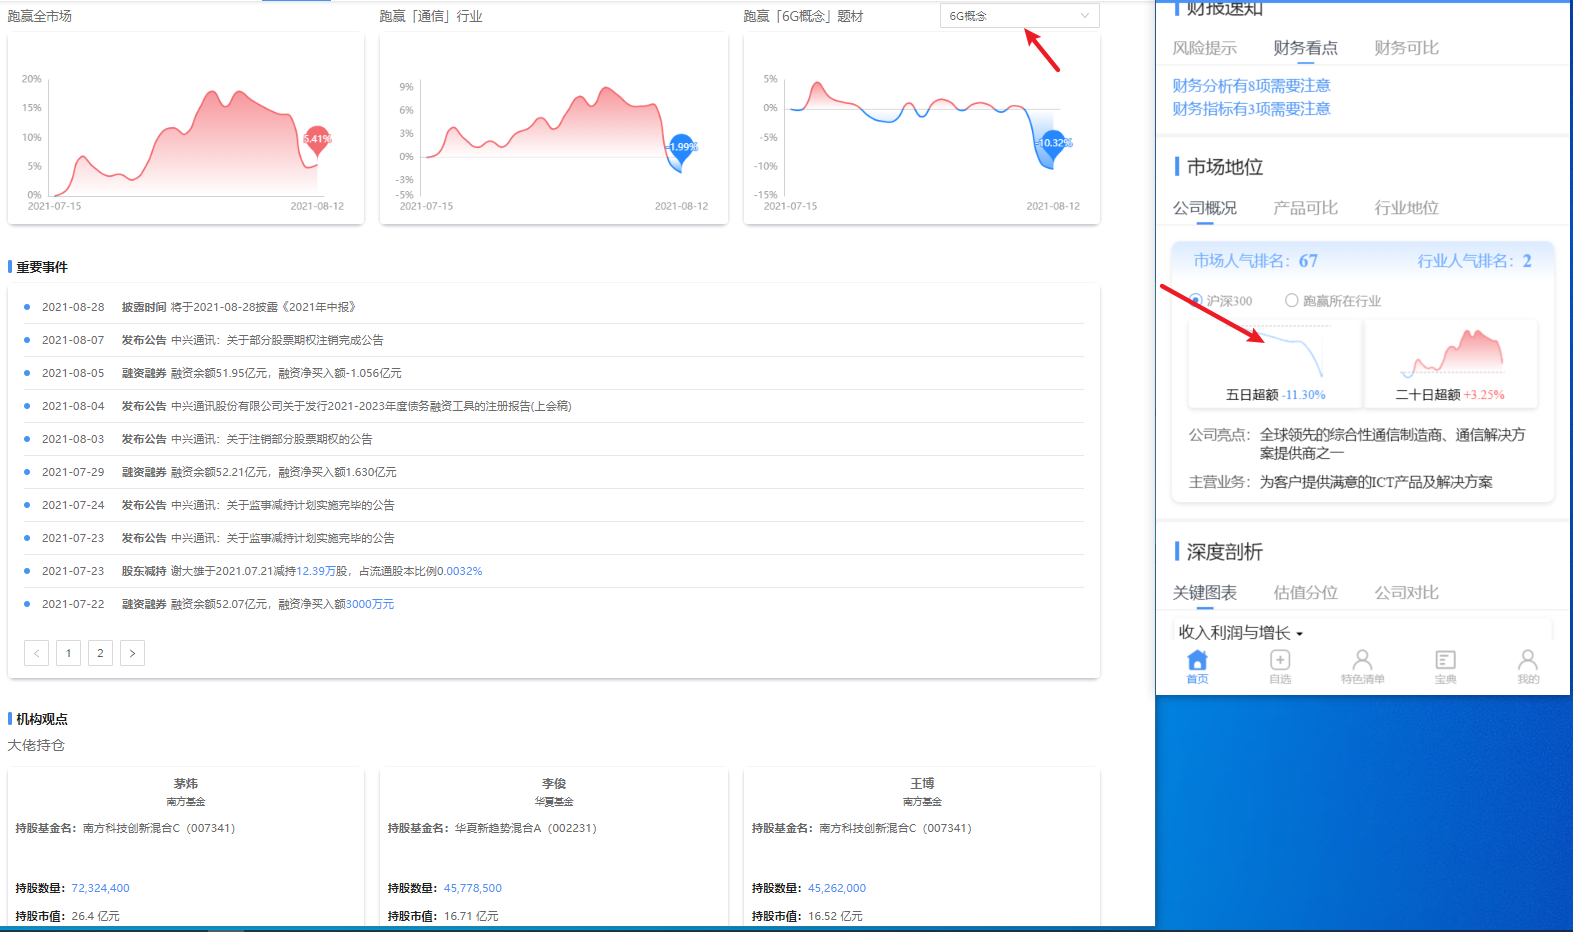 跑赢全市场
20%
15%
10%
5%
0%
5.41%
2021-07-15
2021-08-12
跑赢「通信」行业
9%
6%
3%
0%
-3%
-5%
-1.99%
2021-07-15
2021-08-12
跑赢「6G概念」题材
6G概念
5%
0%
-5%
-10%
-15%
-10.32%
2021-07-15
2021-08-12
重要事件
2021-08-28 披露时间 将于2021-08-28披露《2021年中报》
2021-08-07 发布公告 中兴通讯：关于部分股票期权注销完成公告
2021-08-05 融资融券 融资余额51.95亿元，融资净买入额-1.056亿元
2021-08-04 发布公告 中兴通讯股份有限公司关于发行2021-2023年度债务融资工具的注册报告(上会稿)
2021-08-03 发布公告 中兴通讯：关于注销部分股票期权的公告
2021-07-29 融资融券 融资余额52.21亿元，融资净买入额1.630亿元
2021-07-24 发布公告 中兴通讯：关于监事减持计划实施完毕的公告
2021-07-23 发布公告 中兴通讯：关于监事减持计划实施完毕的公告
2021-07-23 股东减持 谢大雄于2021.07.21减持12.39万股，占流通股本比例0.0032%
2021-07-22 融资融券 融资余额52.07亿元，融资净买入额3000万元
< 1 2 >
机构观点
大佬持仓
茅炜
南方基金
持股基金名：南方科技创新混合C（007341）
持股数量：72,324,400
持股市值：26.4 亿元
李俊
华夏基金
持股基金名：华夏新趋势混合A（002231）
持股数量：45,778,500
持股市值：16.71 亿元
王博
南方基金
持股基金名：南方科技创新混合C（007341）
持股数量：45,262,000
持股市值：16.52 亿元
财报速知
风险提示 财务看点 财务可比
财务分析有8项需要注意
财务指标有3项需要注意
市场地位
公司概况 产品可比 行业地位
市场人气排名：67 行业人气排名：2
沪深300 跑赢所在行业
五日超额 -11.30% 二十日超额 +3.25%
公司亮点：全球领先的综合性通信制造商、通信解决方
案提供商之一
主营业务：为客户提供满意的ICT产品及解决方案
深度剖析
关键图表 估值分位 公司对比
收入利润与增长
首页 自选 特色清单 宝典 我的